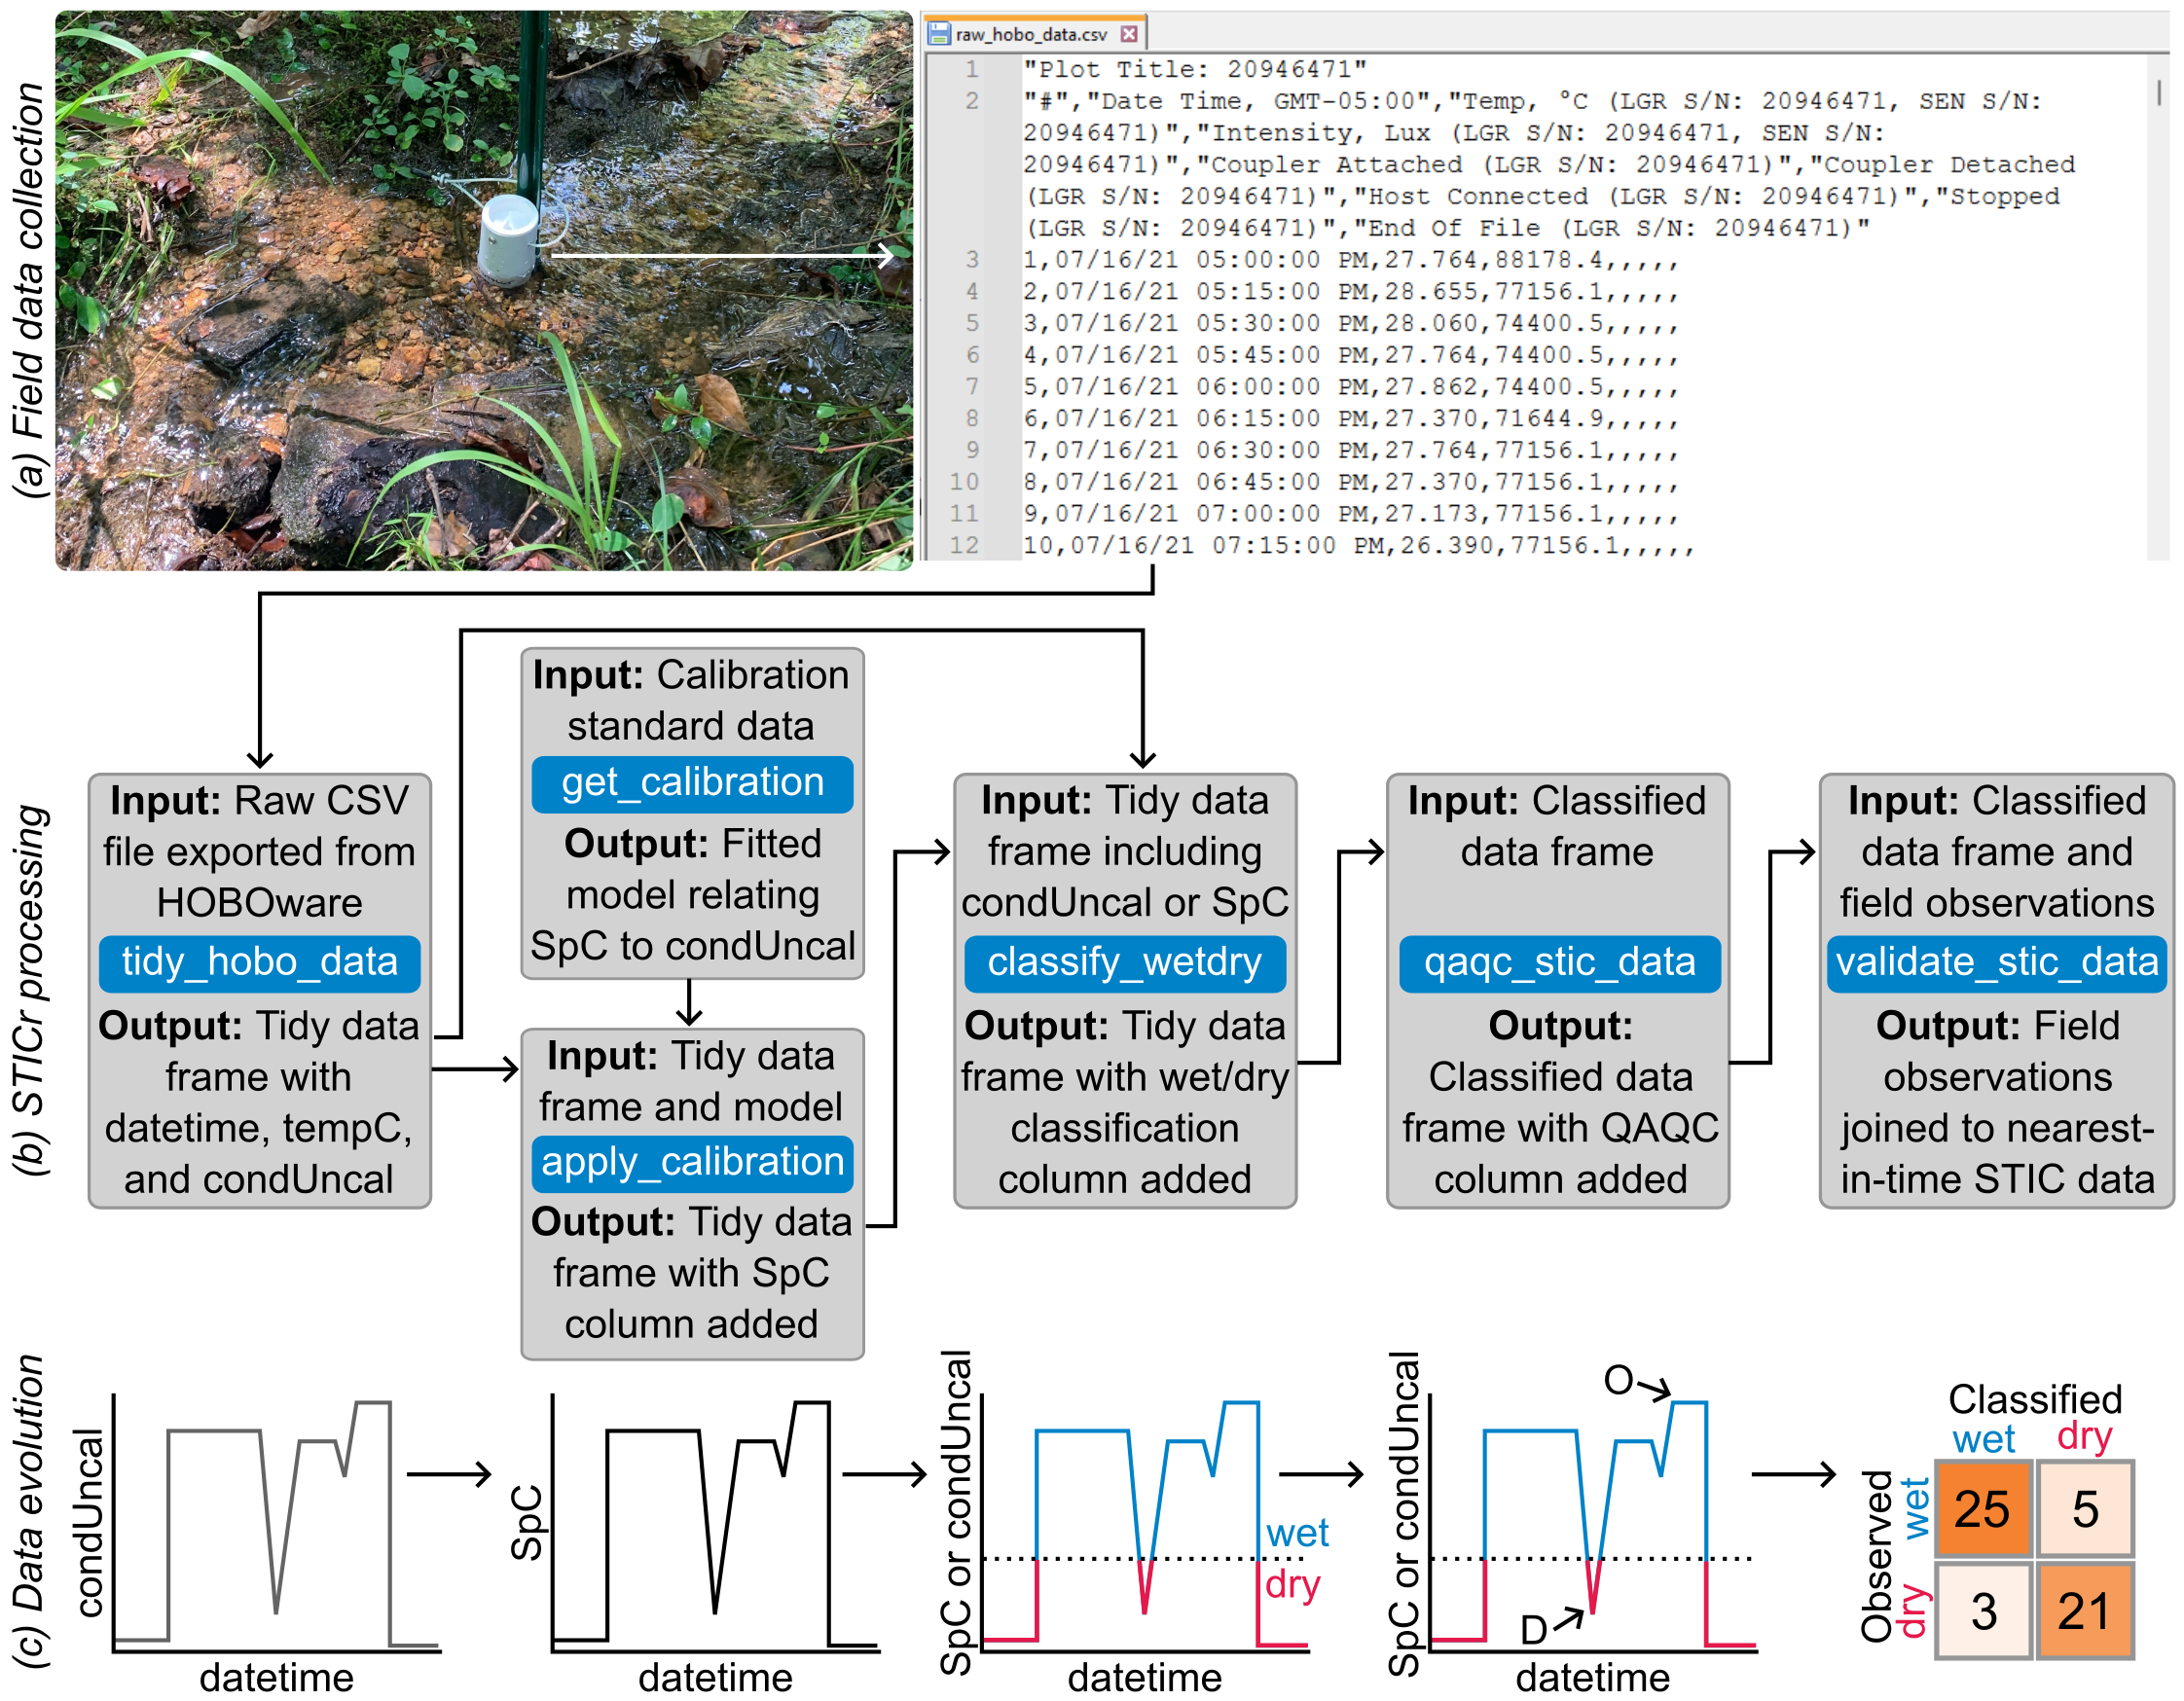 (a) Field data collection
raw_hobo_data.csv
1 "Plot Title: 20946471"
2 "#","Date Time, GMT-05:00","Temp, °C (LGR S/N: 20946471, SEN S/N:
20946471)","Intensity, Lux (LGR S/N: 20946471, SEN S/N:
20946471)","Coupler Attached (LGR S/N: 20946471)","Coupler Detached
(LGR S/N: 20946471)","Host Connected (LGR S/N: 20946471)","Stopped
(LGR S/N: 20946471)","End Of File (LGR S/N: 20946471)"
3 1,07/16/21 05:00:00 PM,27.764,88178.4,,,,,
4 2,07/16/21 05:15:00 PM,28.655,77156.1,,,,,
5 3,07/16/21 05:30:00 PM,28.060,74400.5,,,,,
6 4,07/16/21 05:45:00 PM,27.764,74400.5,,,,,
7 5,07/16/21 06:00:00 PM,27.862,74400.5,,,,,
8 6,07/16/21 06:15:00 PM,27.370,71644.9,,,,,
9 7,07/16/21 06:30:00 PM,27.764,77156.1,,,,,
10 8,07/16/21 06:45:00 PM,27.370,77156.1,,,,,
11 9,07/16/21 07:00:00 PM,27.173,77156.1,,,,,
12 10,07/16/21 07:15:00 PM,26.390,77156.1,,,,,
(b) STICr processing
Input: Raw CSV
file exported from
HOBOware
tidy_hobo_data
Output: Tidy data
frame with
datetime, tempC,
and condUncal
Input: Calibration
standard data
get_calibration
Output: Fitted
model relating
SpC to condUncal
Input: Tidy data
frame and model
apply_calibration
Output: Tidy data
frame with SpC
column added
Input: Tidy data
frame including
condUncal or SpC
classify_wetdry
Output: Tidy data
frame with wet/dry
classification
column added
Input: Classified
data frame
qaqc_stic_data
Output:
Classified data
frame with QAQC
column added
Input: Classified
data frame and
field observations
validate_stic_data
Output: Field
observations
joined to nearest-
in-time STIC data
(c) Data evolution
condUncal
datetime
SpC
datetime
SpC or condUncal
wet
dry
datetime
SpC or condUncal
O
D
datetime
Classified
wet dry
Observed
wet
25 5
dry
3 21